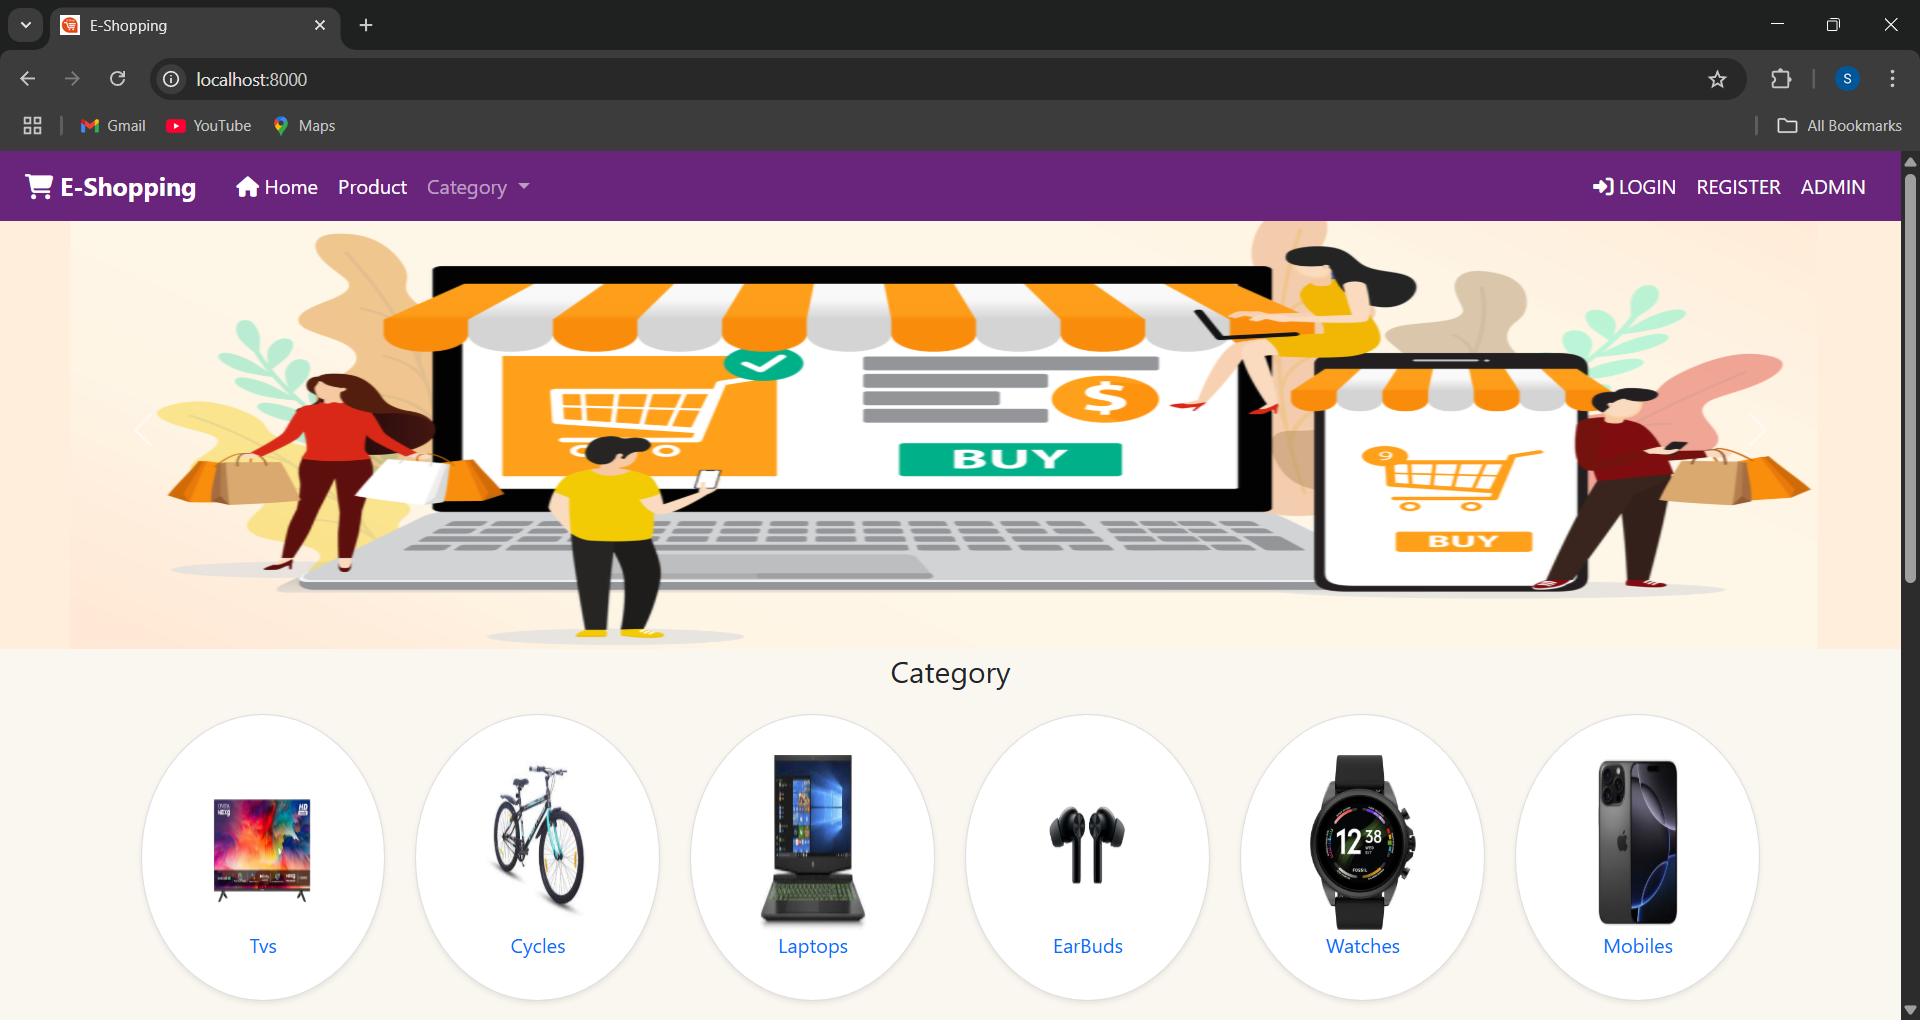 E-Shopping
localhost:8000
S
Gmail YouTube Maps All Bookmarks
E-Shopping Home Product Category LOGIN REGISTER ADMIN
$
BUY
9
BUY
Category
12 38
FOSSIL
Tvs Cycles Laptops EarBuds Watches Mobiles